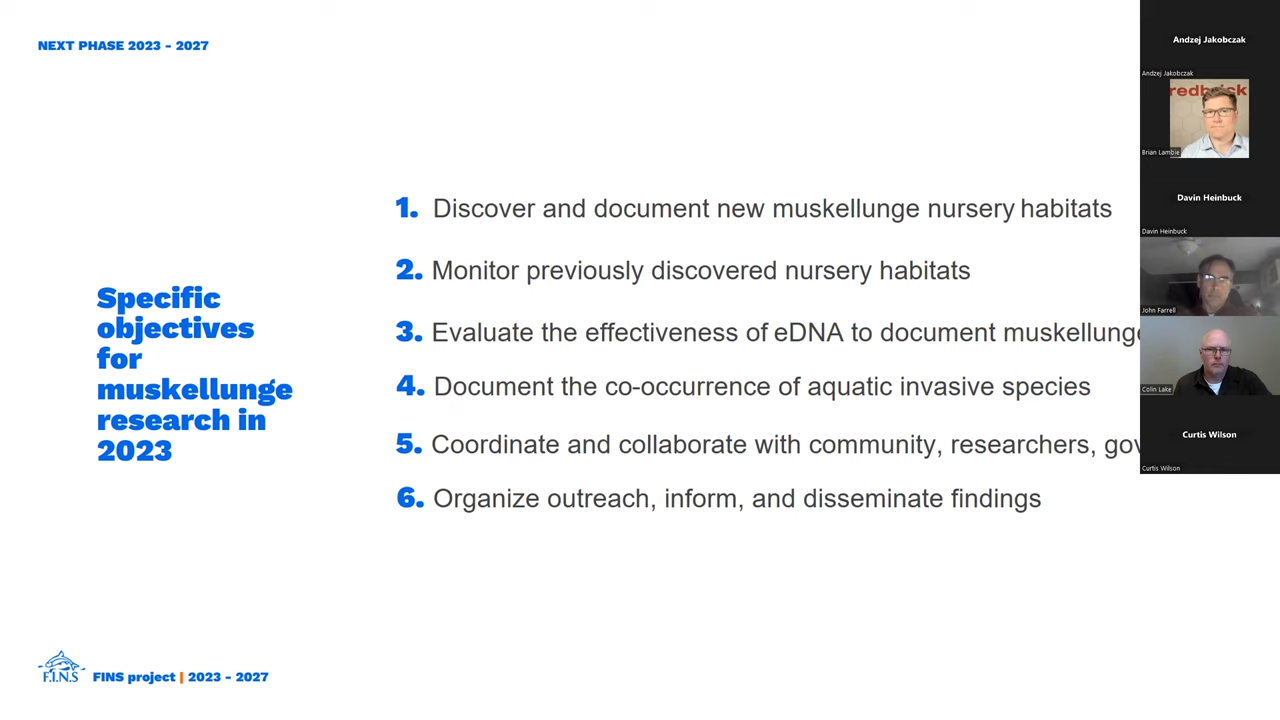 NEXT PHASE 2023 - 2027
Specific
objectives
for
muskellunge
research in
2023
1. Discover and document new muskellunge nursery habitats
2. Monitor previously discovered nursery habitats
3. Evaluate the effectiveness of eDNA to document muskellunge
4. Document the co-occurrence of aquatic invasive species
5. Coordinate and collaborate with community, researchers, gov
6. Organize outreach, inform, and disseminate findings
F.I.N.S
FINS project | 2023 - 2027
Andzej Jakobczak
Andzej Jakobczak
redbrick
Brian Lambie
Davin Heinbuck
Davin Heinbuck
John Farrell
Colin Lake
Curtis Wilson
Curtis Wilson